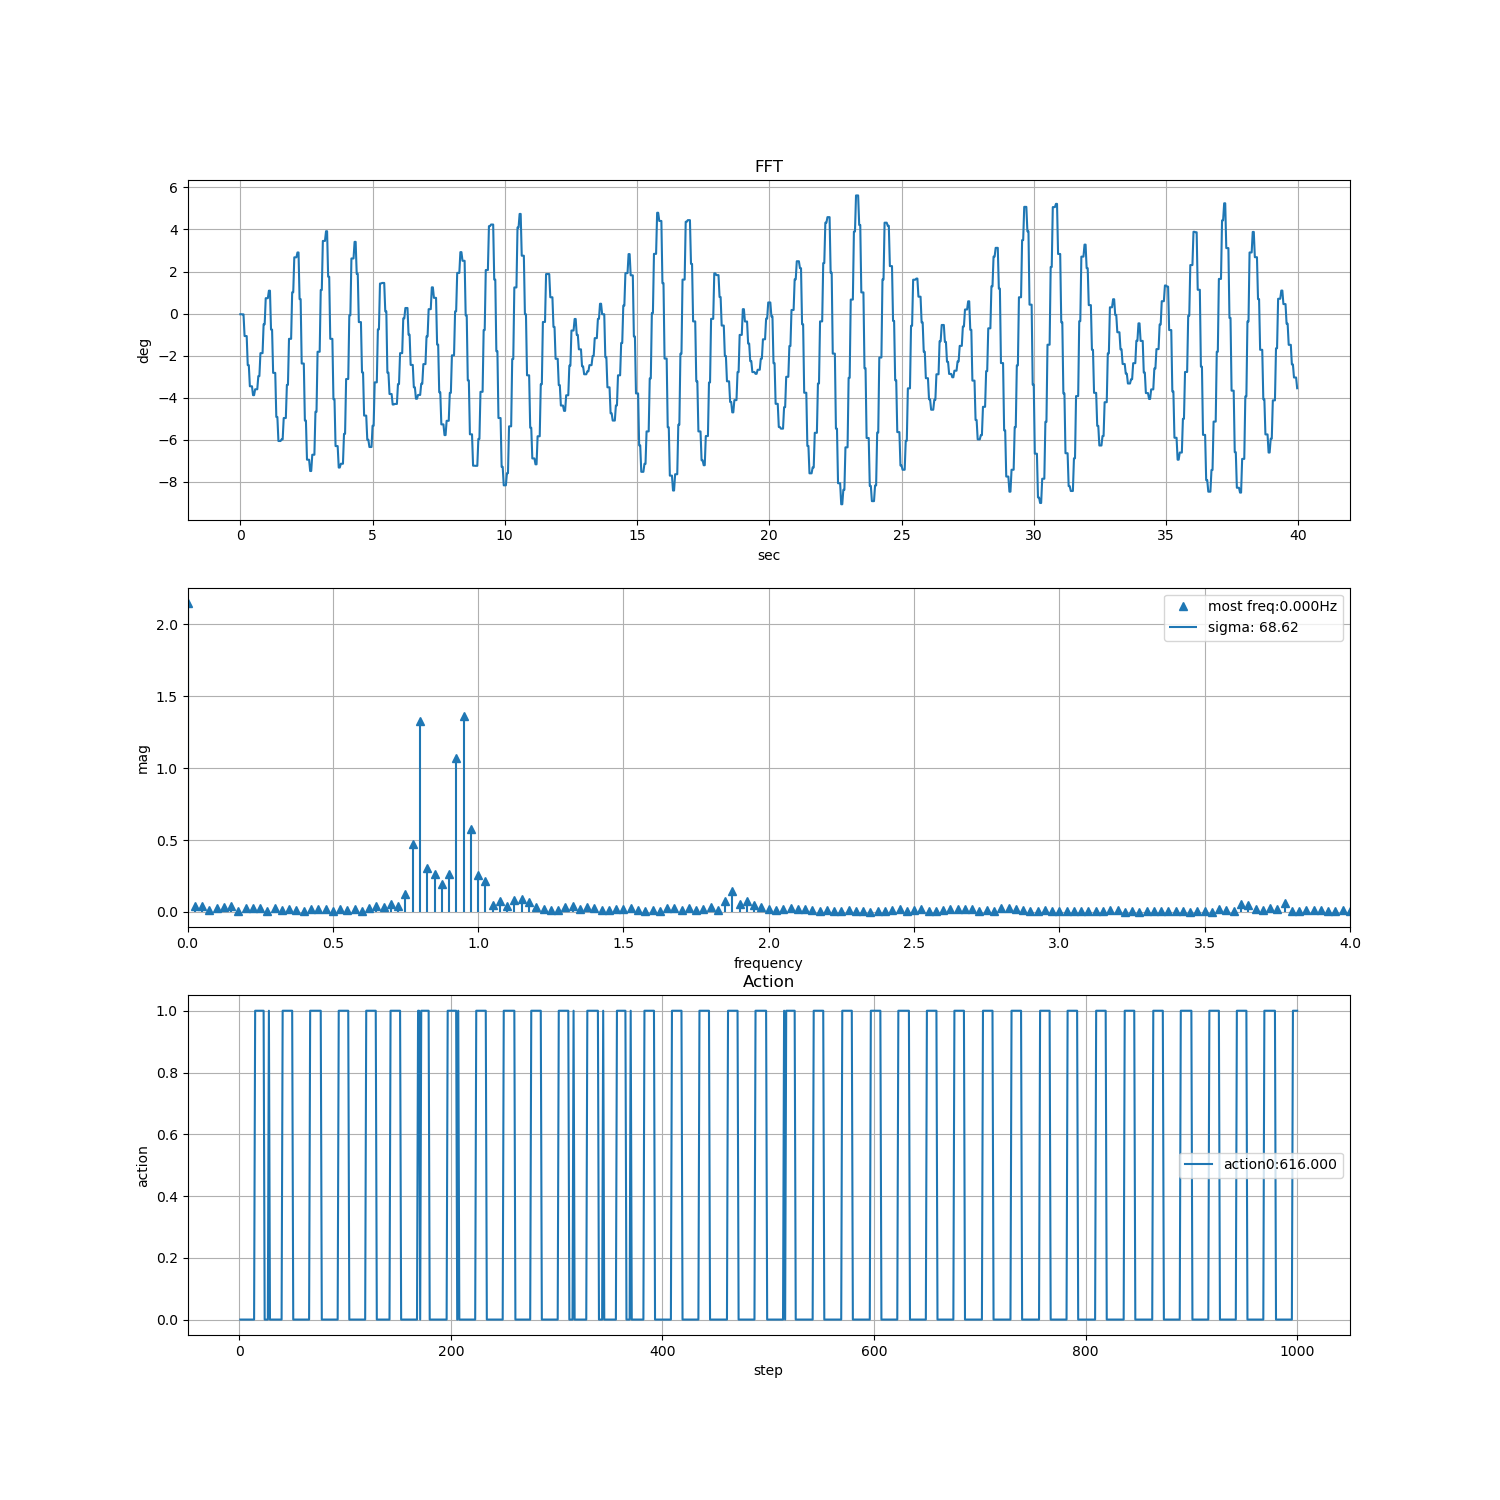 FFT
6
4
2
0
−2
−4
−6
−8
deg
0 5 10 15 20 25 30 35 40
sec
most freq:0.000Hz
sigma: 68.62
2.0
1.5
1.0
0.5
0.0
mag
0.0 0.5 1.0 1.5 2.0 2.5 3.0 3.5 4.0
frequency
Action
1.0
0.8
0.6
0.4
0.2
0.0
action
action0:616.000
0 200 400 600 800 1000
step